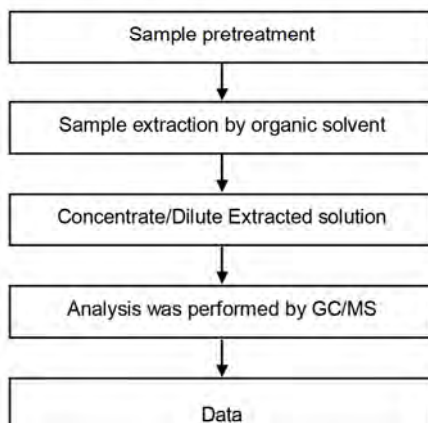 Sample pretreatment
Sample extraction by organic solvent
Concentrate/Dilute Extracted solution
Analysis was performed by GC/MS
Data